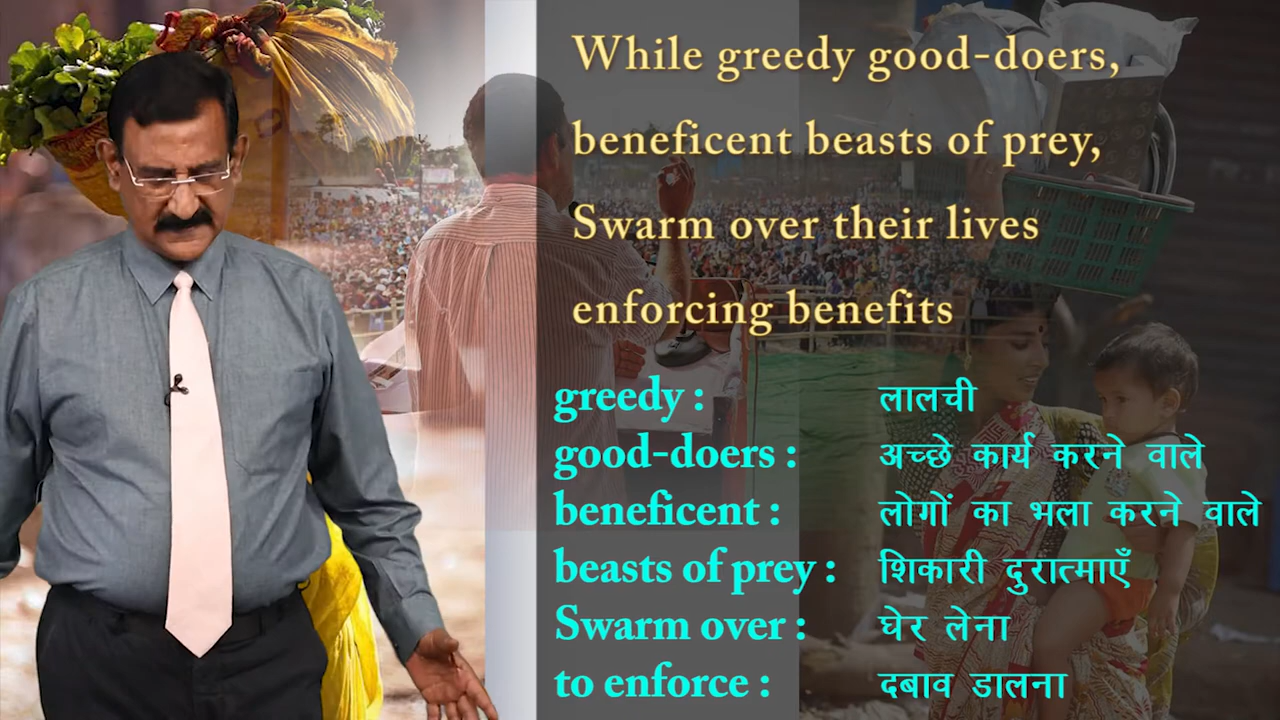 While greedy good-doers,
beneficent beasts of prey,
Swarm over their lives
enforcing benefits
greedy : लालची
good-doers : अच्छे कार्य करने वाले
beneficent : लोगों का भला करने वाले
beasts of prey : शिकारी दुरात्माएँ
Swarm over : घेर लेना
to enforce : दबाव डालना